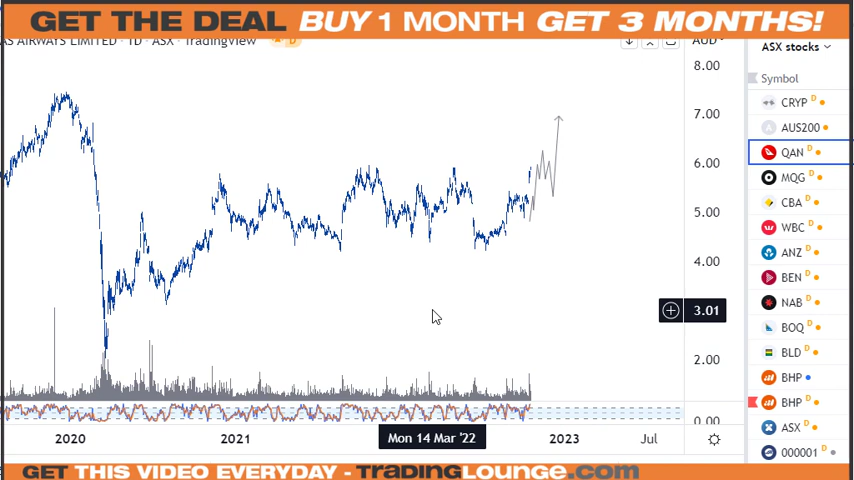 GET THE DEAL BUY 1 MONTH GET 3 MONTHS!
AS AIRWAYS LIMITED · 1D · ASX · TradingView D
AUD
ASX stocks
8.00
Symbol
CRYP D
7.00
AUS200 D
6.00
QAN D
MQG D
5.00
CBA D
WBC D
4.00
ANZ D
BEN D
3.01
NAB D
BOQ D
2.00
BLD D
BHP
BHP D
0.00
ASX D
2020 2021 Mon 14 Mar '22 2023 Jul
000001 D
GET THIS VIDEO EVERYDAY - TRADINGLOUNGE.com